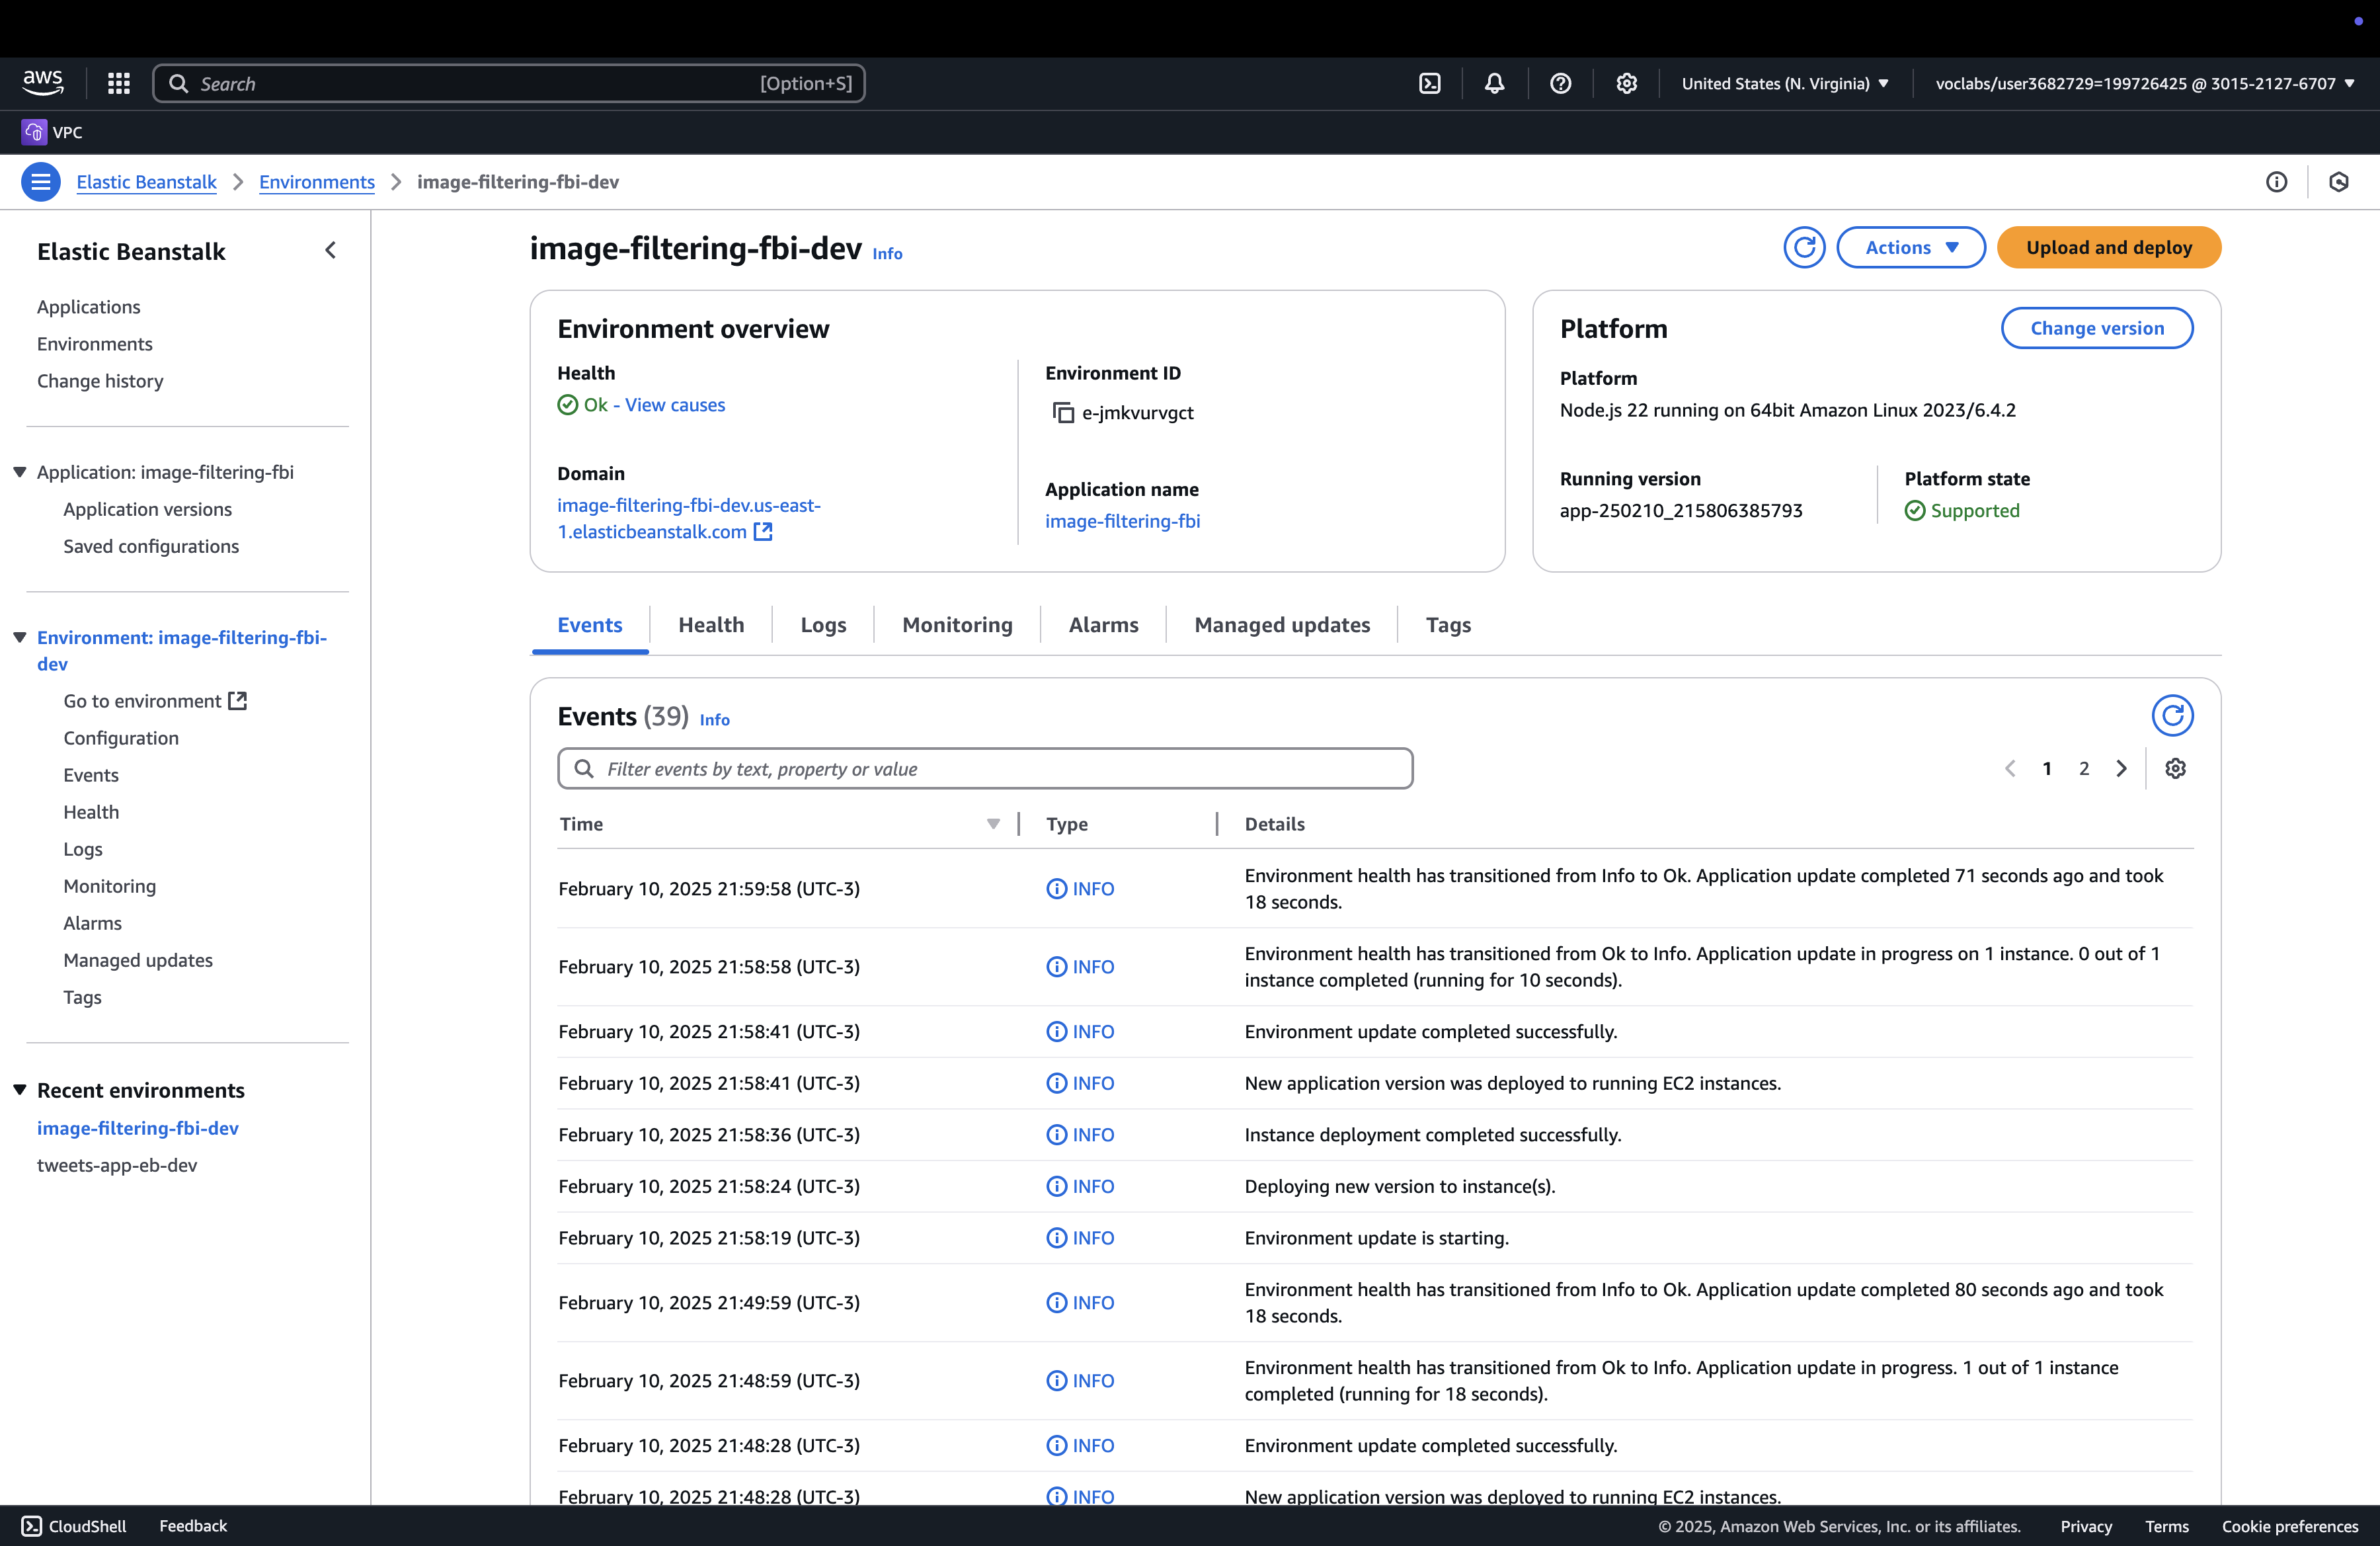 aws
Search
[Option+S]
United States (N. Virginia)
voclabs/user3682729=199726425 @ 3015-2127-6707
VPC
Elastic Beanstalk
Environments
image-filtering-fbi-dev
Elastic Beanstalk
Applications
Environments
Change history
Application: image-filtering-fbi
Application versions
Saved configurations
Environment: image-filtering-fbi-
dev
Go to environment
Configuration
Events
Health
Logs
Monitoring
Alarms
Managed updates
Tags
Recent environments
image-filtering-fbi-dev
tweets-app-eb-dev
image-filtering-fbi-dev Info
Actions
Upload and deploy
Environment overview
Health
Ok - View causes
Domain
image-filtering-fbi-dev.us-east-
1.elasticbeanstalk.com
Environment ID
e-jmkvurvgct
Application name
image-filtering-fbi
Platform
Change version
Platform
Node.js 22 running on 64bit Amazon Linux 2023/6.4.2
Running version
app-250210_215806385793
Platform state
Supported
Events
Health
Logs
Monitoring
Alarms
Managed updates
Tags
Events (39) Info
Filter events by text, property or value
1
2
Time
Type
Details
February 10, 2025 21:59:58 (UTC-3)
INFO
Environment health has transitioned from Info to Ok. Application update completed 71 seconds ago and took
18 seconds.
February 10, 2025 21:58:58 (UTC-3)
INFO
Environment health has transitioned from Ok to Info. Application update in progress on 1 instance. 0 out of 1
instance completed (running for 10 seconds).
February 10, 2025 21:58:41 (UTC-3)
INFO
Environment update completed successfully.
February 10, 2025 21:58:41 (UTC-3)
INFO
New application version was deployed to running EC2 instances.
February 10, 2025 21:58:36 (UTC-3)
INFO
Instance deployment completed successfully.
February 10, 2025 21:58:24 (UTC-3)
INFO
Deploying new version to instance(s).
February 10, 2025 21:58:19 (UTC-3)
INFO
Environment update is starting.
February 10, 2025 21:49:59 (UTC-3)
INFO
Environment health has transitioned from Info to Ok. Application update completed 80 seconds ago and took
18 seconds.
February 10, 2025 21:48:59 (UTC-3)
INFO
Environment health has transitioned from Ok to Info. Application update in progress. 1 out of 1 instance
completed (running for 18 seconds).
February 10, 2025 21:48:28 (UTC-3)
INFO
Environment update completed successfully.
February 10, 2025 21:48:28 (UTC-3)
INFO
New application version was deployed to running EC2 instances.
CloudShell
Feedback
© 2025, Amazon Web Services, Inc. or its affiliates.
Privacy
Terms
Cookie preferences